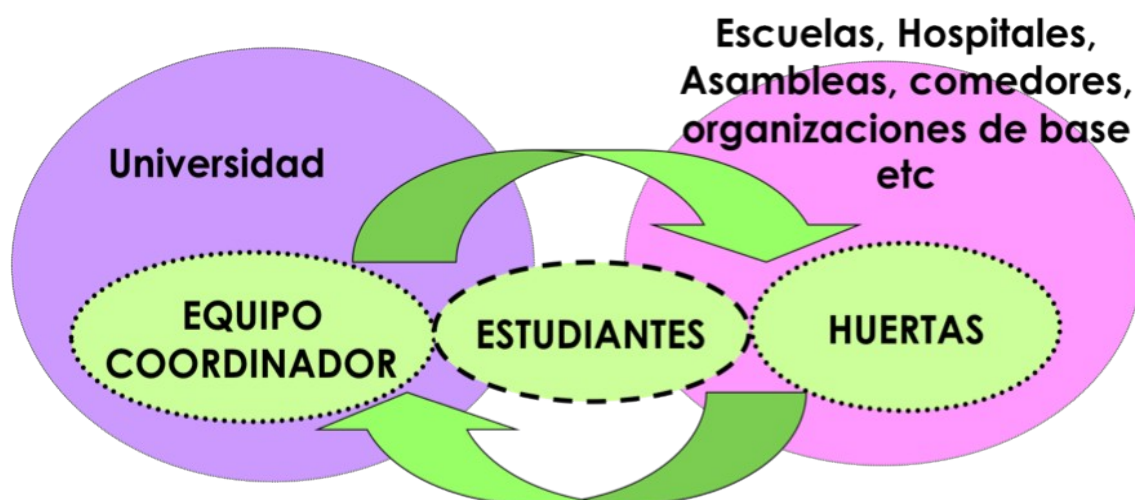 Escuelas, Hospitales,
Asambleas, comedores,
organizaciones de base
etc
Universidad
EQUIPO
COORDINADOR
ESTUDIANTES
HUERTAS